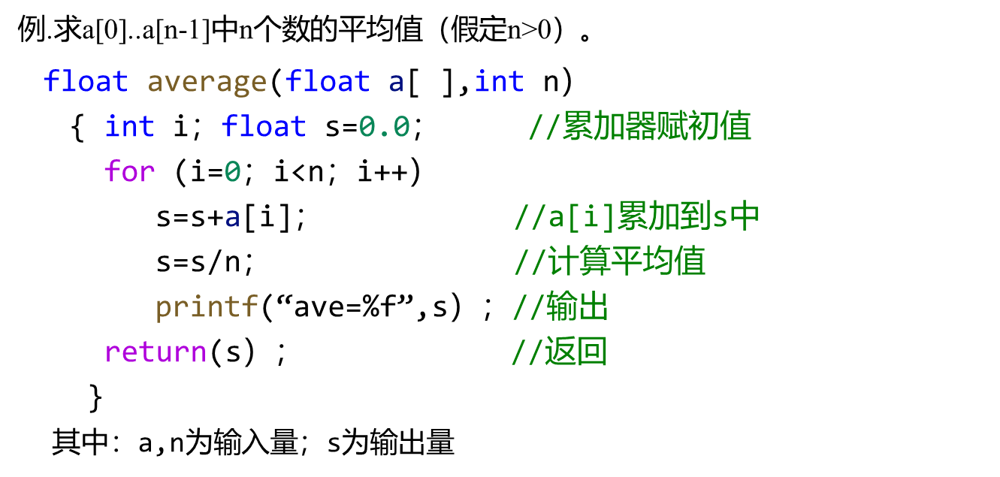 例.求a[0]..a[n-1]中n个数的平均值（假定n>0）。
float average(float a[ ],int n)
{ int i; float s=0.0; //累加器赋初值
for (i=0; i<n; i++)
s=s+a[i]; //a[i]累加到s中
s=s/n; //计算平均值
printf(“ave=%f”,s) ; //输出
return(s) ; //返回
}
其中：a,n为输入量；s为输出量